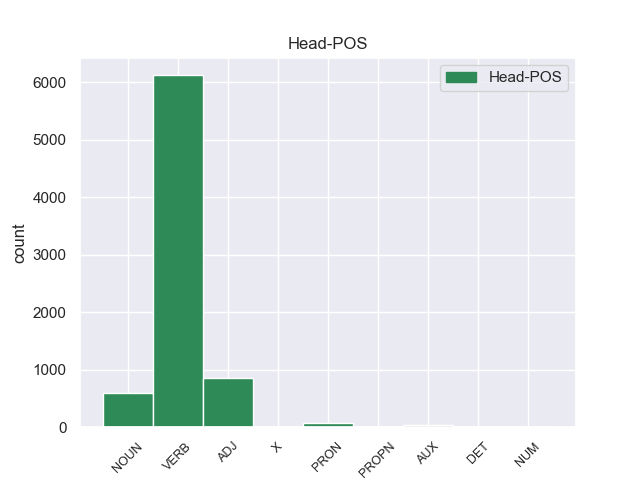 Head-POS
Head-POS
6000
5000
4000
3000
2000
1000
0
count
NOUN
VERB
ADJ
X
PRON
PROPN
AUX
DET
NUM